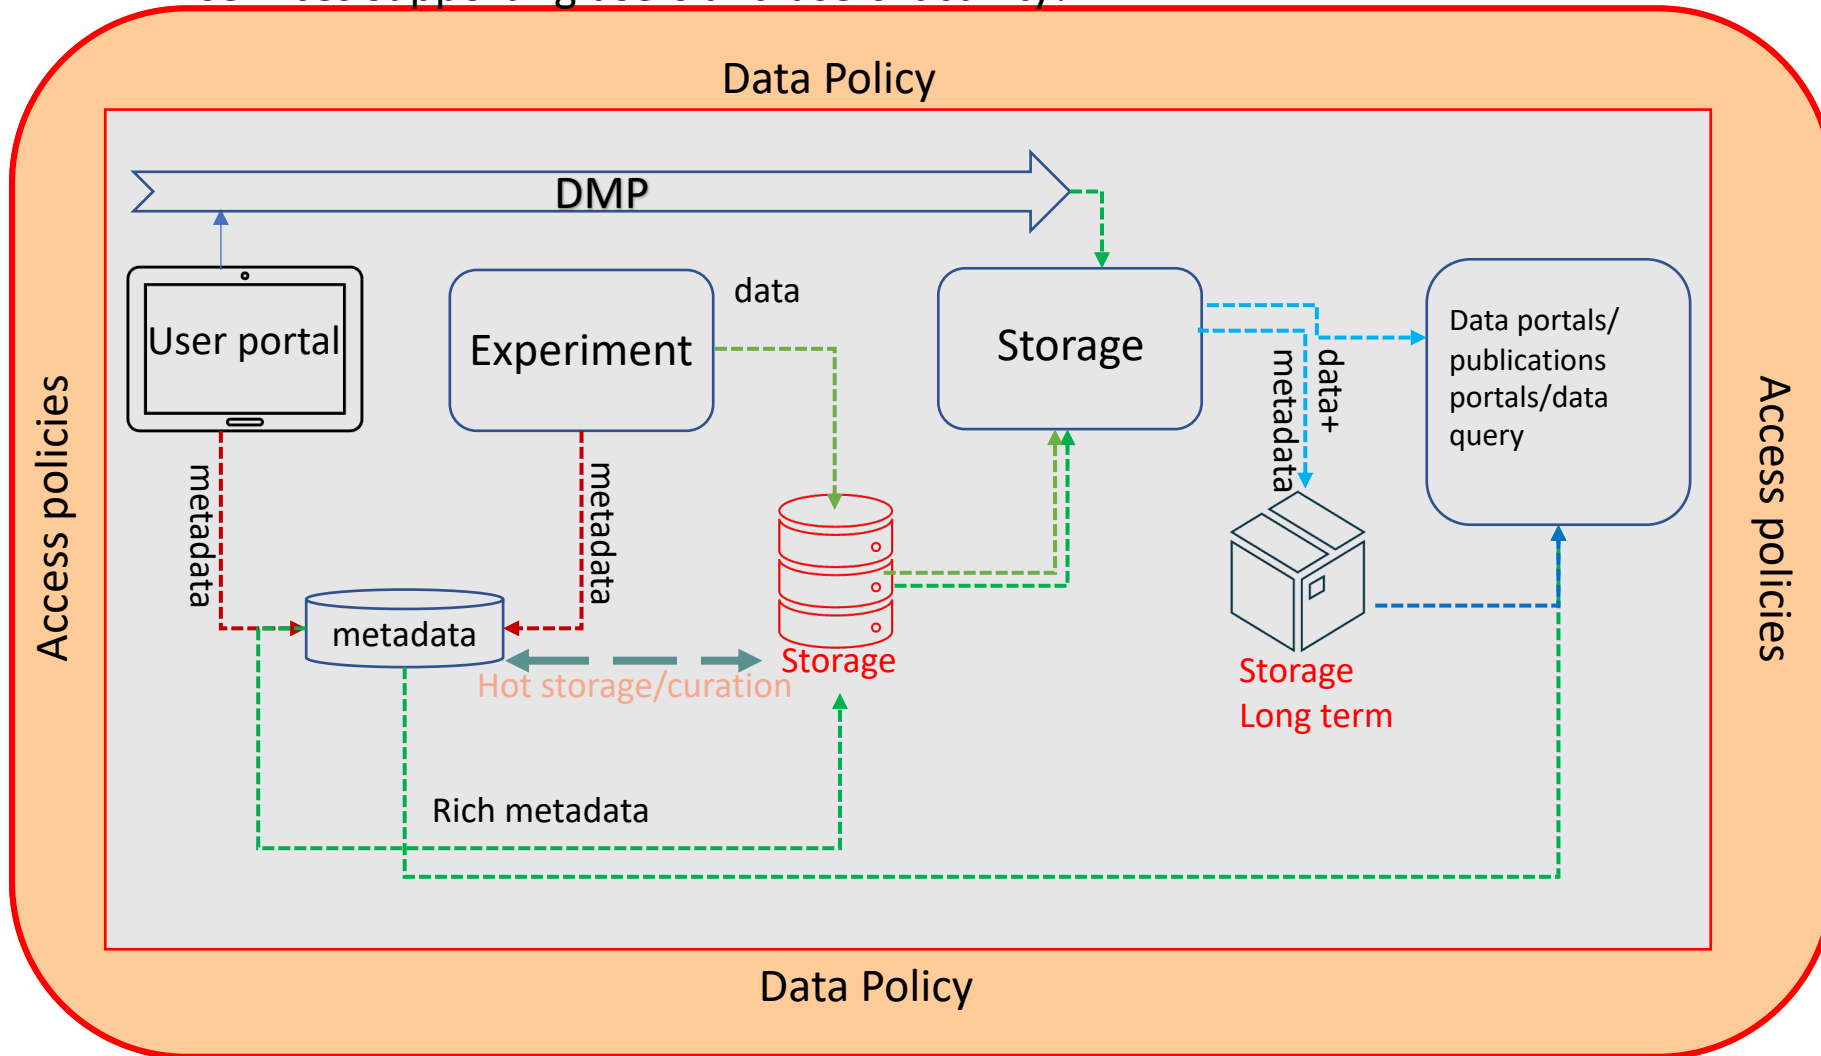 Data Policy
DMP
data
User portal
Experiment
Storage
Data portals/
publications
portals/data
query
data+
metadata
Access policies
Access policies
metadata
metadata
metadata
Storage
Hot storage/curation
Storage
Long term
Rich metadata
Data Policy